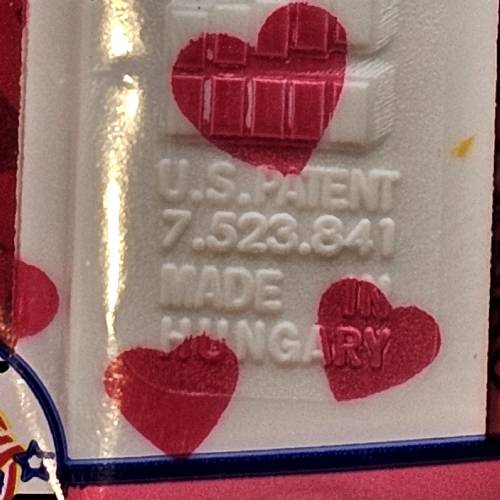 U.S. PATENT
7.523.841
MADE IN
HUNGARY